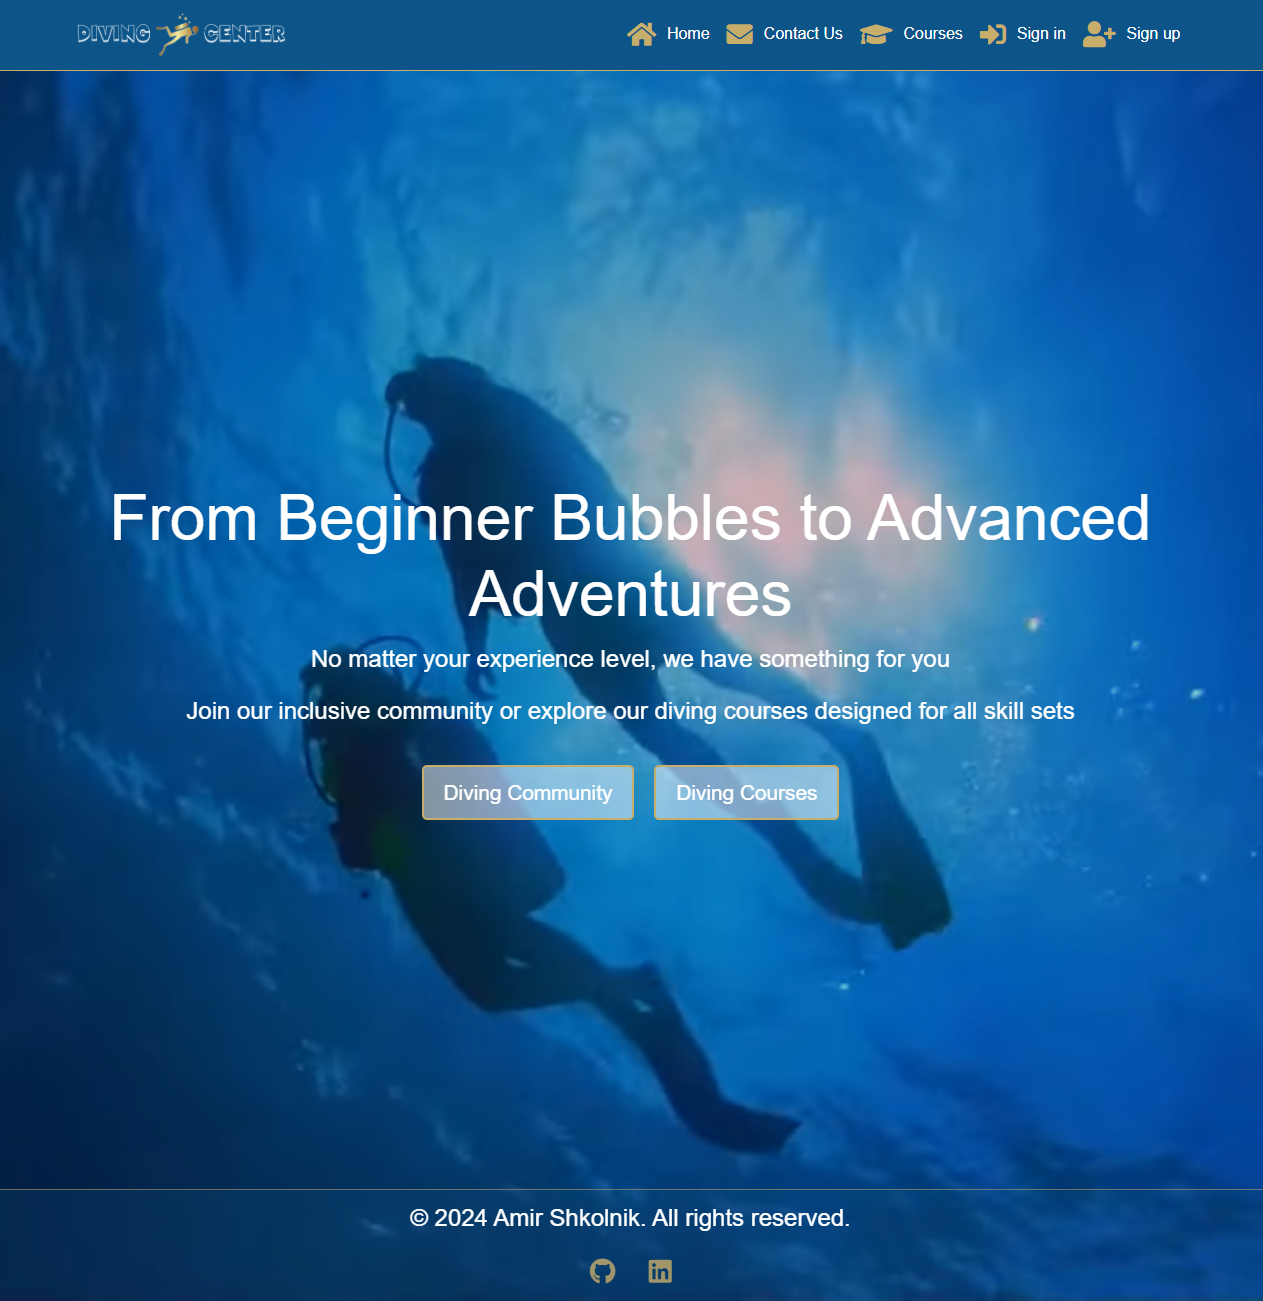 DIVING CENTER
Home Contact Us Courses Sign in Sign up
From Beginner Bubbles to Advanced
Adventures
No matter your experience level, we have something for you
Join our inclusive community or explore our diving courses designed for all skill sets
Diving Community Diving Courses
© 2024 Amir Shkolnik. All rights reserved.
in